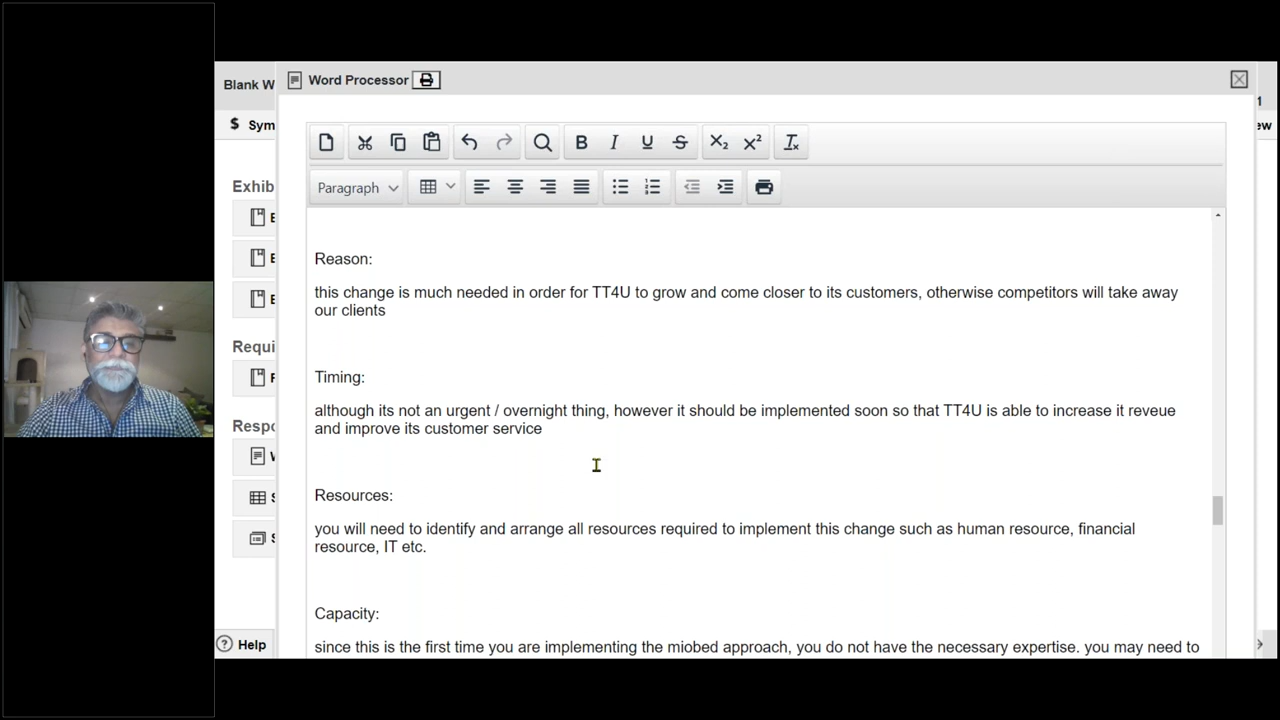 Blank W
Word Processor
1
$ Sym
ew
B I U S X₂ X² Ix
Paragraph
Exhib
E
E
E
Requi
F
Respo
W
S
S
Help
Reason:
this change is much needed in order for TT4U to grow and come closer to its customers, otherwise competitors will take away
our clients
Timing:
although its not an urgent / overnight thing, however it should be implemented soon so that TT4U is able to increase it reveue
and improve its customer service
Resources:
you will need to identify and arrange all resources required to implement this change such as human resource, financial
resource, IT etc.
Capacity:
since this is the first time you are implementing the miobed approach, you do not have the necessary expertise. you may need to